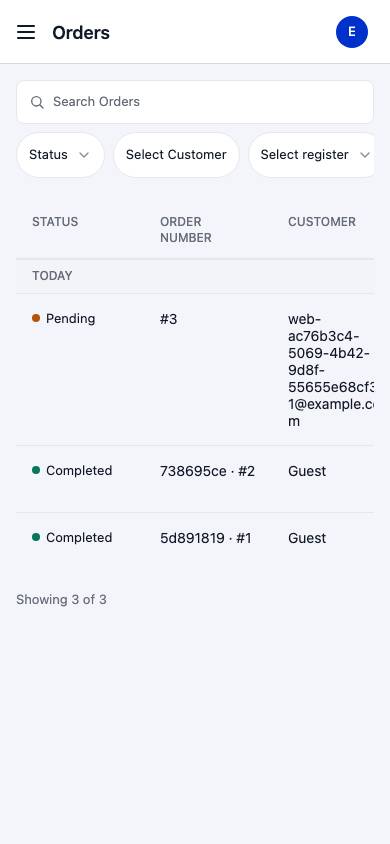 Orders
E
Search Orders
Status
Select Customer
Select register
STATUS
ORDER
NUMBER
CUSTOMER
TODAY
Pending
#3
web-
ac76b3c4-
5069-4b42-
9d8f-
55655e68cf3
1@example.co
m
Completed
738695ce · #2
Guest
Completed
5d891819 · #1
Guest
Showing 3 of 3